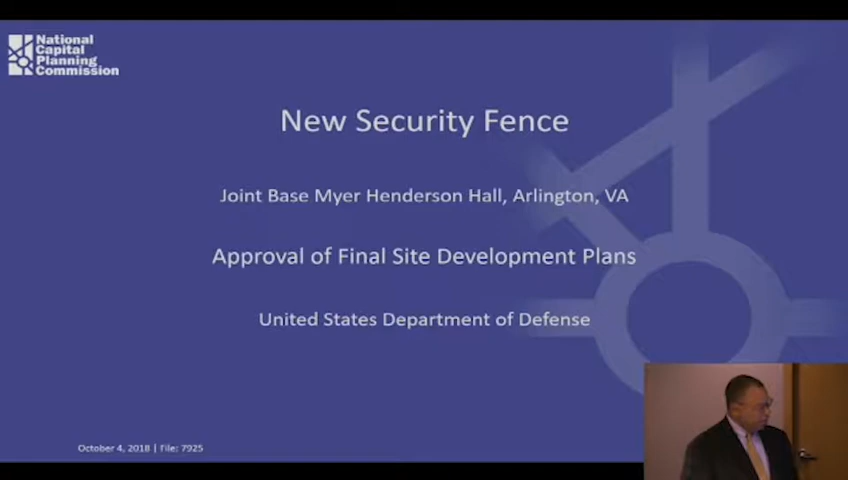 National
Capital
Planning
Commission
New Security Fence
Joint Base Myer Henderson Hall, Arlington, VA
Approval of Final Site Development Plans
United States Department of Defense
October 4, 2018 | File: 7925